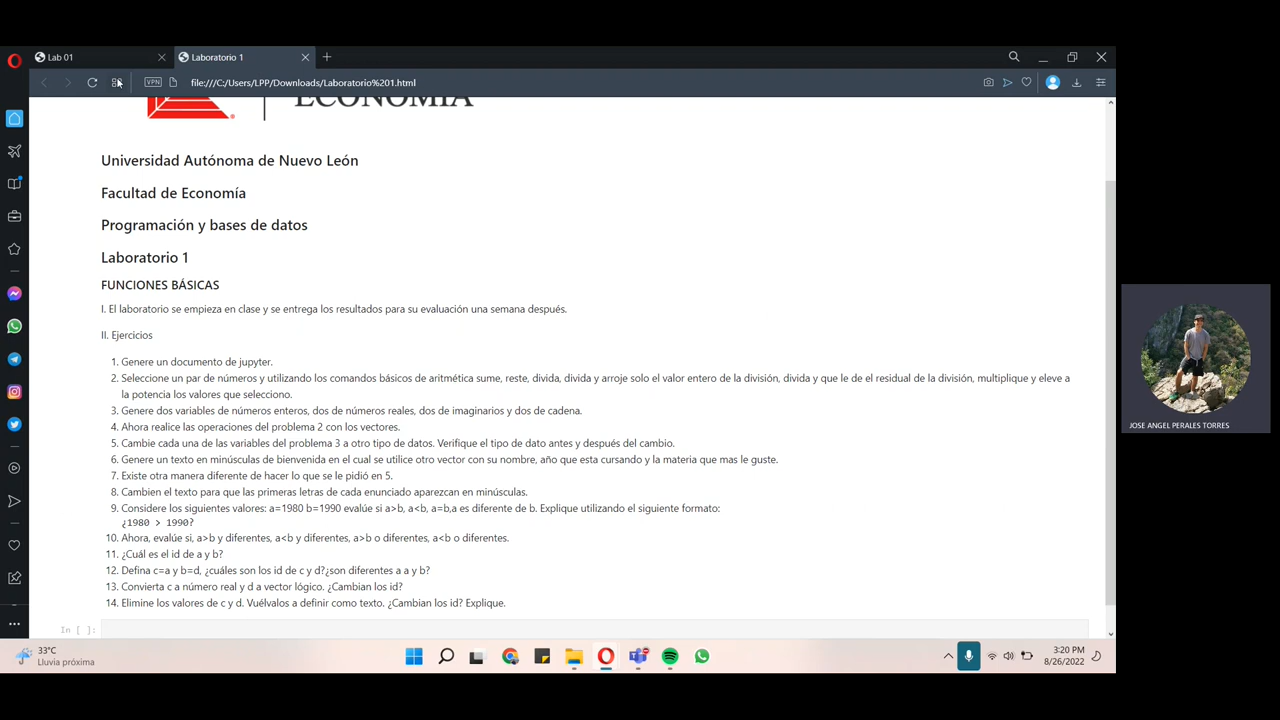 Lab 01
Laboratorio 1
VPN
file:///C:/Users/LPP/Downloads/Laboratorio%201.html
ECONOMÍA
Universidad Autónoma de Nuevo León
Facultad de Economía
Programación y bases de datos
Laboratorio 1
FUNCIONES BÁSICAS
I. El laboratorio se empieza en clase y se entrega los resultados para su evaluación una semana después.
II. Ejercicios
1. Genere un documento de jupyter.
2. Seleccione un par de números y utilizando los comandos básicos de aritmética sume, reste, divida, divida y arroje solo el valor entero de la división, divida y que le de el residual de la división, multiplique y eleve a
la potencia los valores que selecciono.
3. Genere dos variables de números enteros, dos de números reales, dos de imaginarios y dos de cadena.
4. Ahora realice las operaciones del problema 2 con los vectores.
5. Cambie cada una de las variables del problema 3 a otro tipo de datos. Verifique el tipo de dato antes y después del cambio.
6. Genere un texto en minúsculas de bienvenida en el cual se utilice otro vector con su nombre, año que esta cursando y la materia que mas le guste.
7. Existe otra manera diferente de hacer lo que se le pidió en 5.
8. Cambien el texto para que las primeras letras de cada enunciado aparezcan en minúsculas.
9. Considere los siguientes valores: a=1980 b=1990 evalúe si a>b, a<b, a=b,a es diferente de b. Explique utilizando el siguiente formato:
¿1980 > 1990?
10. Ahora, evalúe si, a>b y diferentes, a<b y diferentes, a>b o diferentes, a<b o diferentes.
11. ¿Cuál es el id de a y b?
12. Defina c=a y b=d, ¿cuáles son los id de c y d?¿son diferentes a a y b?
13. Convierta c a número real y d a vector lógico. ¿Cambian los id?
14. Elimine los valores de c y d. Vuélvalos a definir como texto. ¿Cambian los id? Explique.
In [ ]:
JOSE ANGEL PERALES TORRES
33°C
Lluvia próxima
3:20 PM
8/26/2022